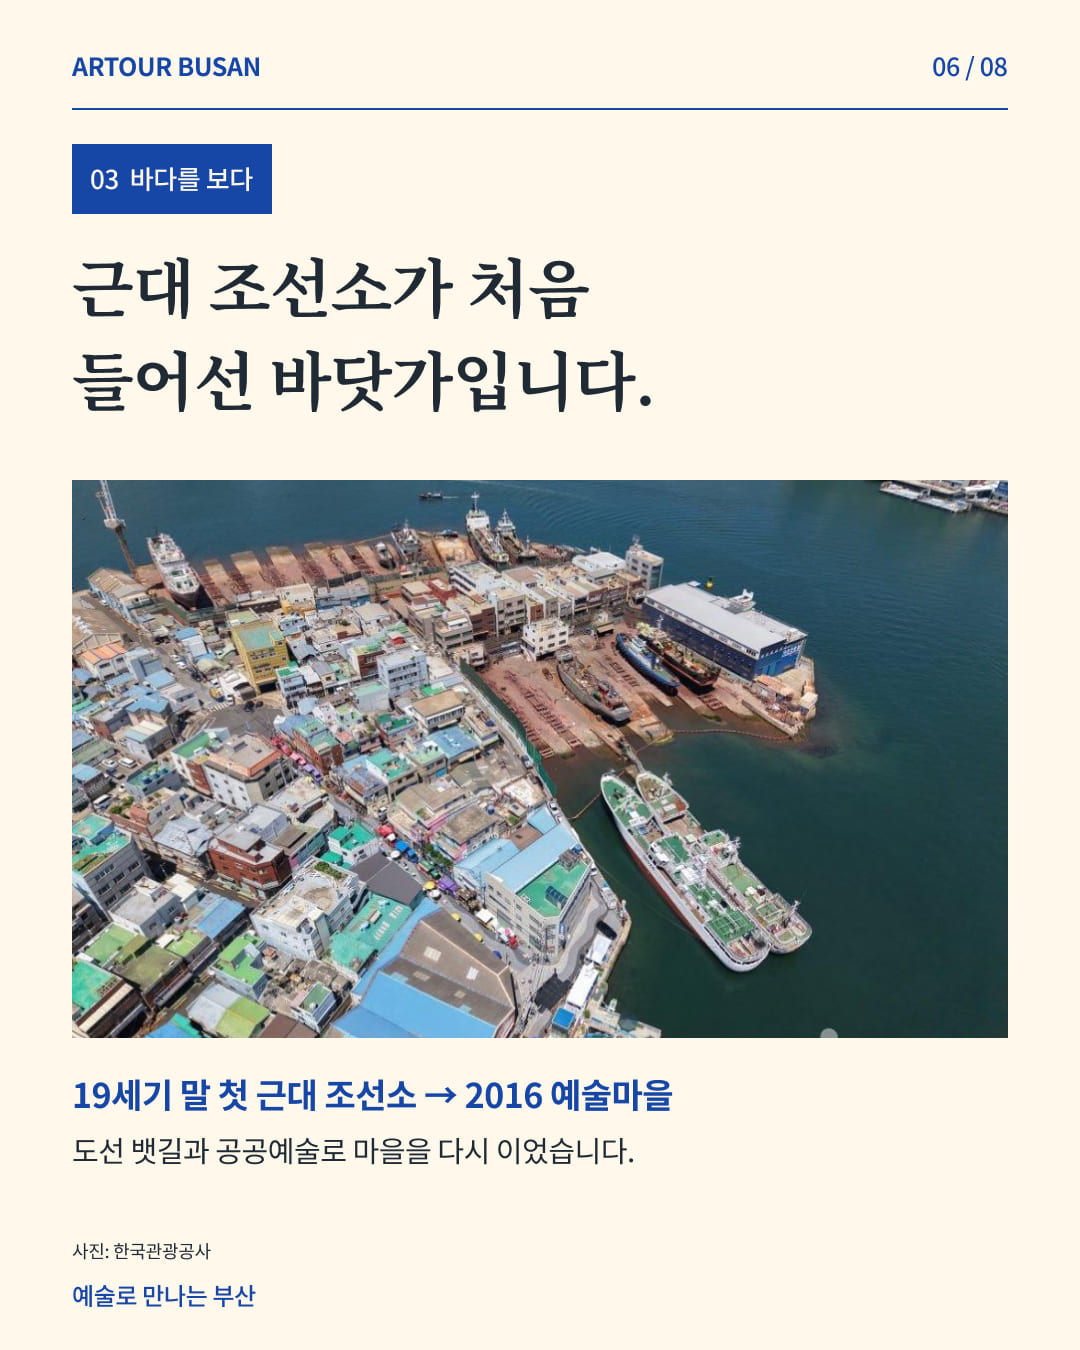 ARTOUR BUSAN
06 / 08
03 바다를 보다
근대 조선소가 처음
들어선 바닷가입니다.
19세기 말 첫 근대 조선소 → 2016 예술마을
도선 뱃길과 공공예술로 마을을 다시 이었습니다.
사진: 한국관광공사
예술로 만나는 부산